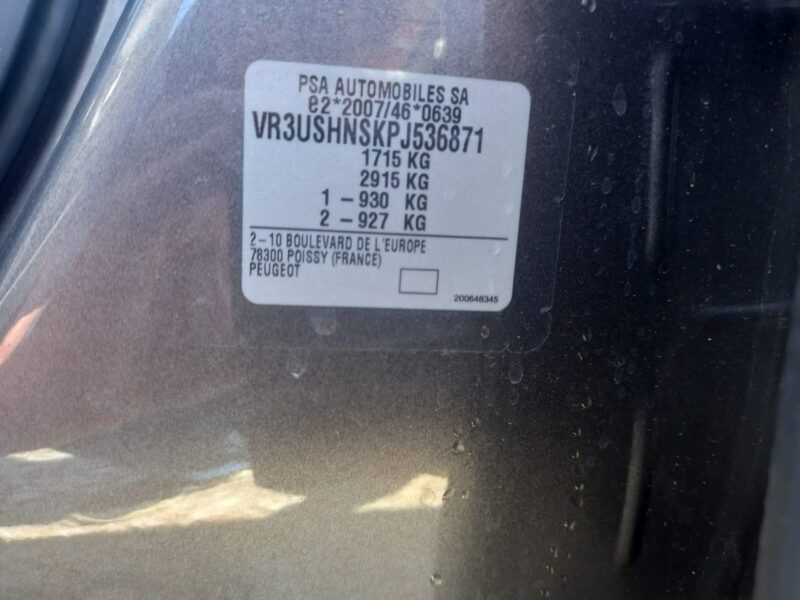 PSA AUTOMOBILES SA
e2*2007/46*0639
VR3USHNSKPJ536871
1715 KG
2915 KG
1 - 930 KG
2 - 927 KG
2-10 BOULEVARD DE L'EUROPE
78300 POISSY (FRANCE)
PEUGEOT
200648345